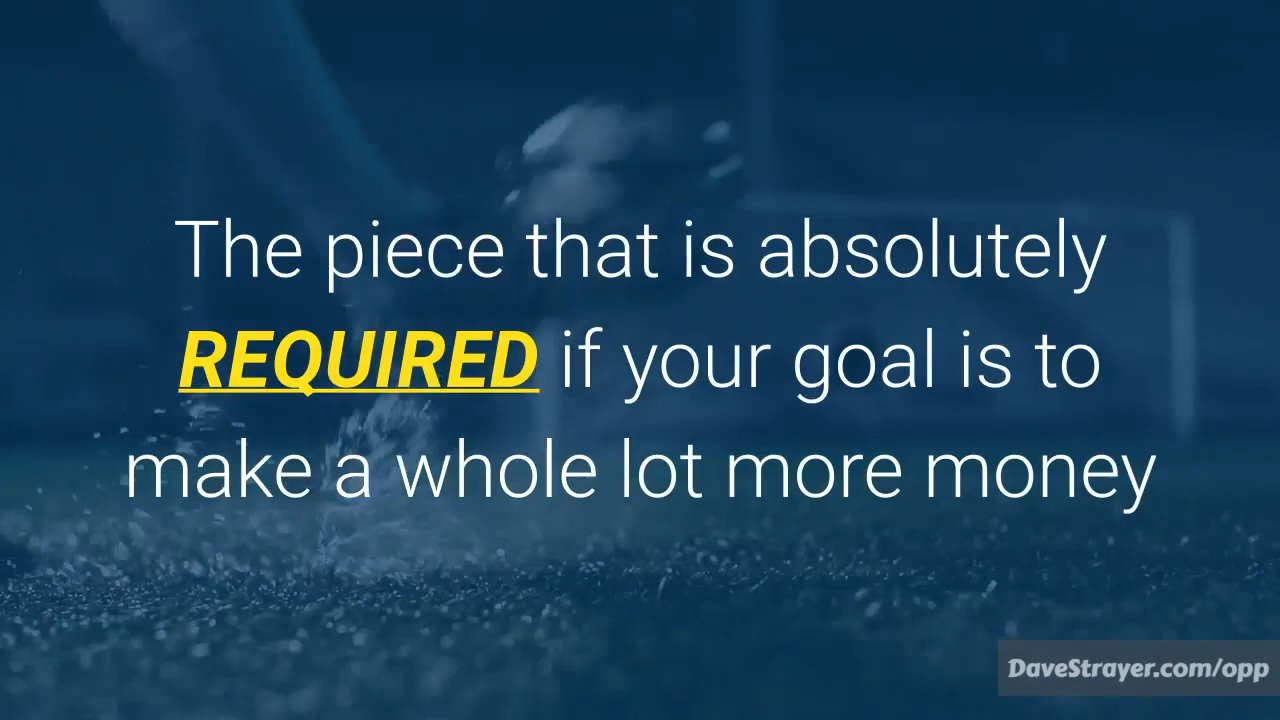 The piece that is absolutely
REQUIRED if your goal is to
make a whole lot more money
DaveStrayer.com/opp